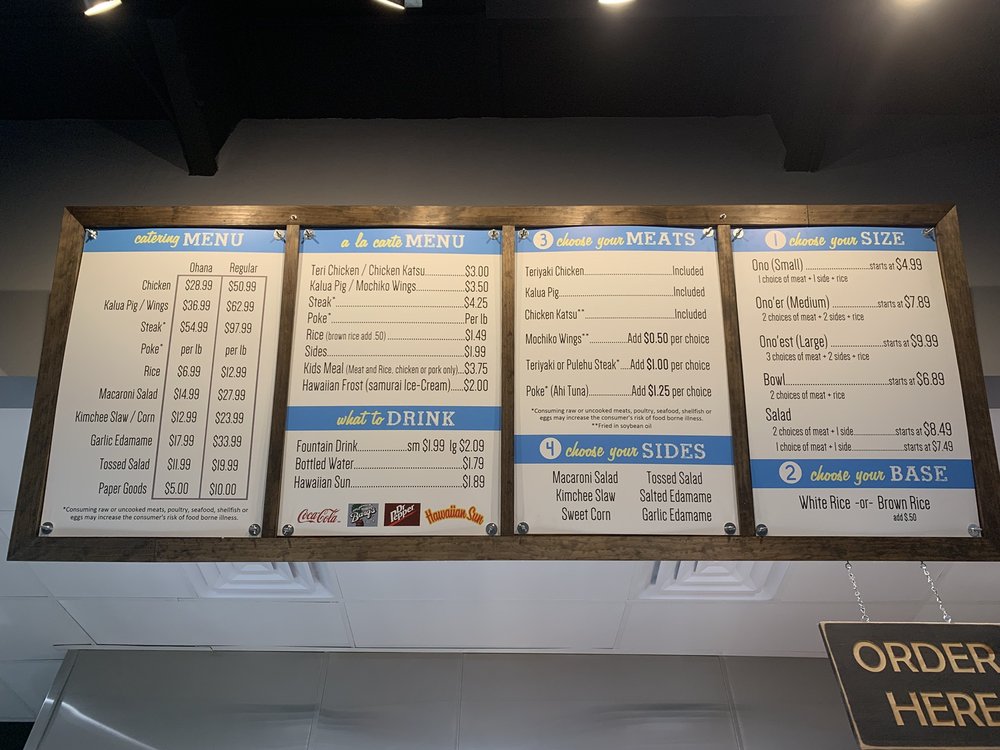 catering MENU
Ohana Regular
Chicken $28.99 $50.99
Kalua Pig / Wings $36.99 $62.99
Steak* $54.99 $97.99
Poke* per lb per lb
Rice $6.99 $12.99
Macaroni Salad $14.99 $27.99
Kimchee Slaw / Corn $12.99 $23.99
Garlic Edamame $17.99 $33.99
Tossed Salad $11.99 $19.99
Paper Goods $5.00 $10.00
*Consuming raw or uncooked meats, poultry, seafood, shellfish or
eggs may increase the consumer's risk of food borne illness.
a la carte MENU
Teri Chicken / Chicken Katsu.........$3.00
Kalua Pig / Mochiko Wings............$3.50
Steak*...............................$4.25
Poke*................................Per lb
Rice (brown rice add .50)............$1.49
Sides................................$1.99
Kids Meal (Meat and Rice, chicken or pork only)....$3.75
Hawaiian Frost (samurai Ice-Cream)....$2.00
what to DRINK
Fountain Drink............sm $1.99 lg $2.09
Bottled Water........................$1.79
Hawaiian Sun.........................$1.89
Coca-Cola Barq's Dr Pepper Hawaiian Sun
3 choose your MEATS
Teriyaki Chicken.....................Included
Kalua Pig............................Included
Chicken Katsu**......................Included
Mochiko Wings**.........Add $0.50 per choice
Teriyaki or Pulehu Steak*....Add $1.00 per choice
Poke* (Ahi Tuna)........Add $1.25 per choice
*Consuming raw or uncooked meats, poultry, seafood, shellfish or
eggs may increase the consumer's risk of food borne illness.
**Fried in soybean oil
4 choose your SIDES
Macaroni Salad Tossed Salad
Kimchee Slaw Salted Edamame
Sweet Corn Garlic Edamame
1 choose your SIZE
Ono (Small) ................starts at $4.99
1 choice of meat + 1 side + rice
Ono'er (Medium) ............starts at $7.89
2 choices of meat + 2 sides + rice
Ono'est (Large) ............starts at $9.99
3 choices of meat + 2 sides + rice
Bowl........................starts at $6.89
2 choices of meat + rice
Salad
2 choices of meat + 1 side......starts at $8.49
1 choice of meat + 1 side.......starts at $7.49
2 choose your BASE
White Rice -or- Brown Rice
add $.50
ORDER
HERE